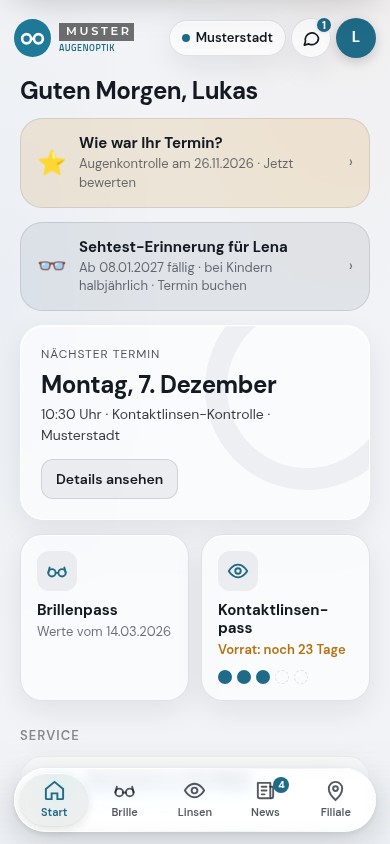 MUSTER
AUGENOPTIK
Musterstadt
1
L
Guten Morgen, Lukas
Wie war Ihr Termin?
Augenkontrolle am 26.11.2026 · Jetzt
bewerten
›
Sehtest-Erinnerung für Lena
Ab 08.01.2027 fällig · bei Kindern
halbjährlich · Termin buchen
›
NÄCHSTER TERMIN
Montag, 7. Dezember
10:30 Uhr · Kontaktlinsen-Kontrolle ·
Musterstadt
Details ansehen
Brillenpass
Werte vom 14.03.2026
Kontaktlinsen-
pass
Vorrat: noch 23 Tage
SERVICE
4
Start
Brille
Linsen
News
Filiale